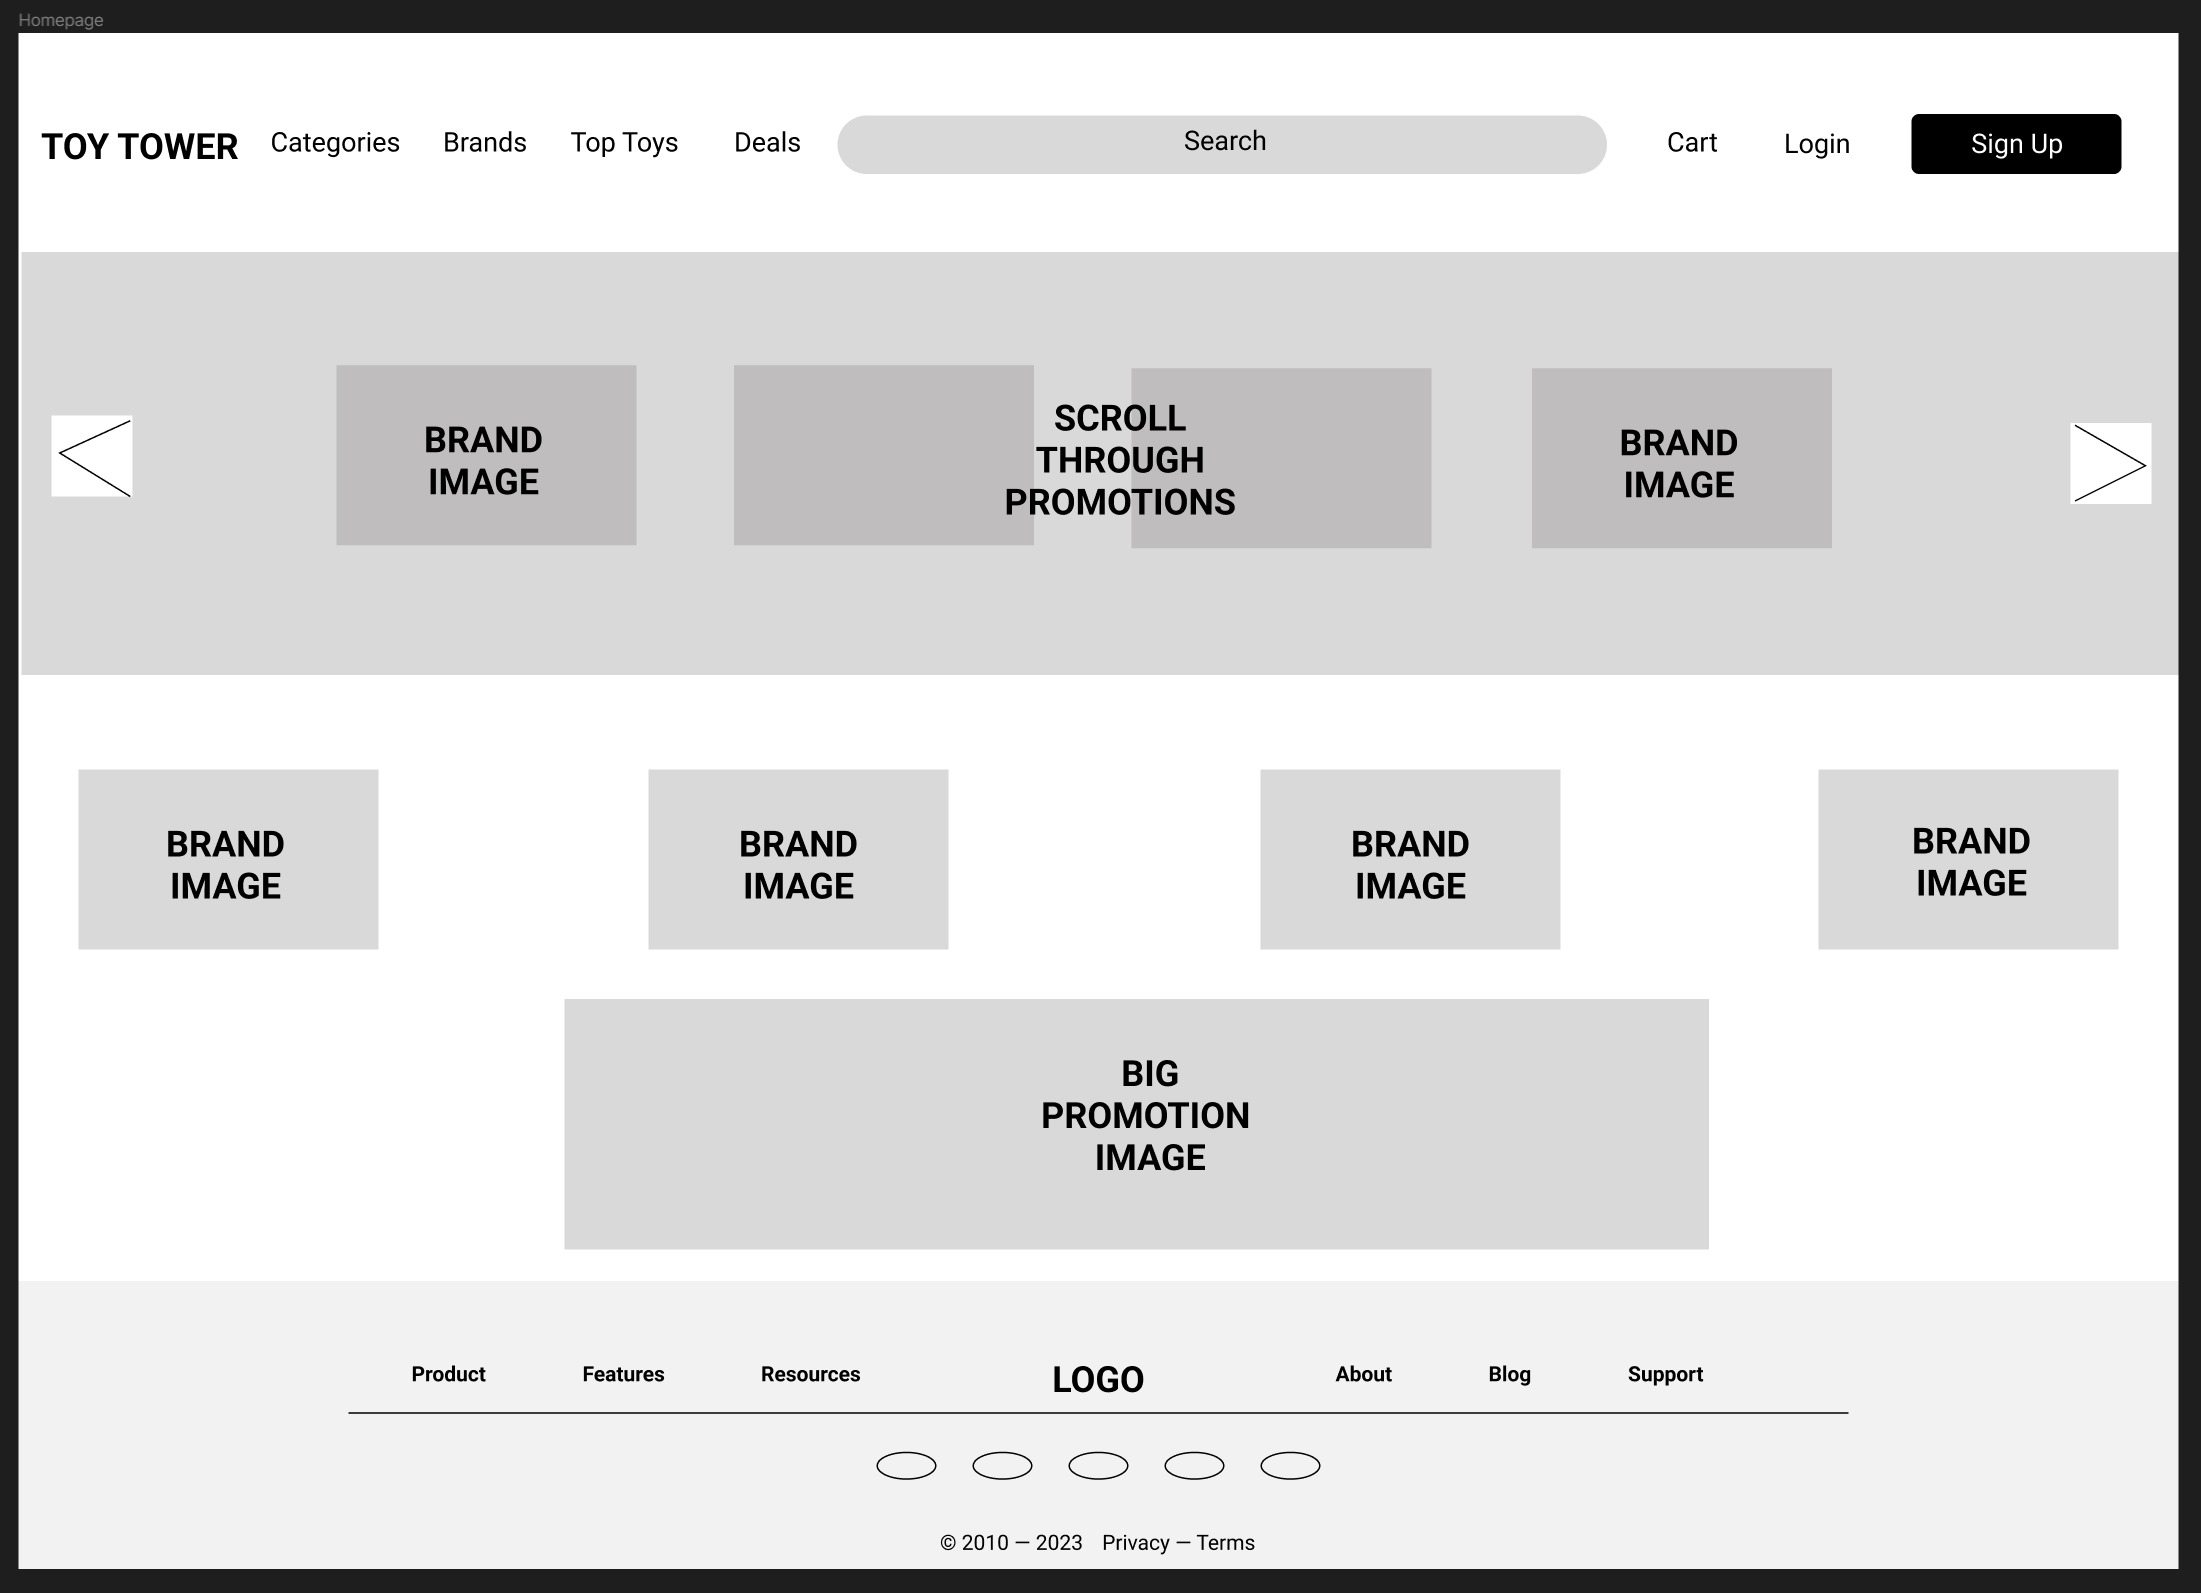 Homepage
TOY TOWER
Categories
Brands
Top Toys
Deals
Search
Cart
Login
Sign Up
BRAND
IMAGE
SCROLL
THROUGH
PROMOTIONS
BRAND
IMAGE
BRAND
IMAGE
BRAND
IMAGE
BRAND
IMAGE
BRAND
IMAGE
BIG
PROMOTION
IMAGE
Product
Features
Resources
LOGO
About
Blog
Support
© 2010 — 2023
Privacy — Terms